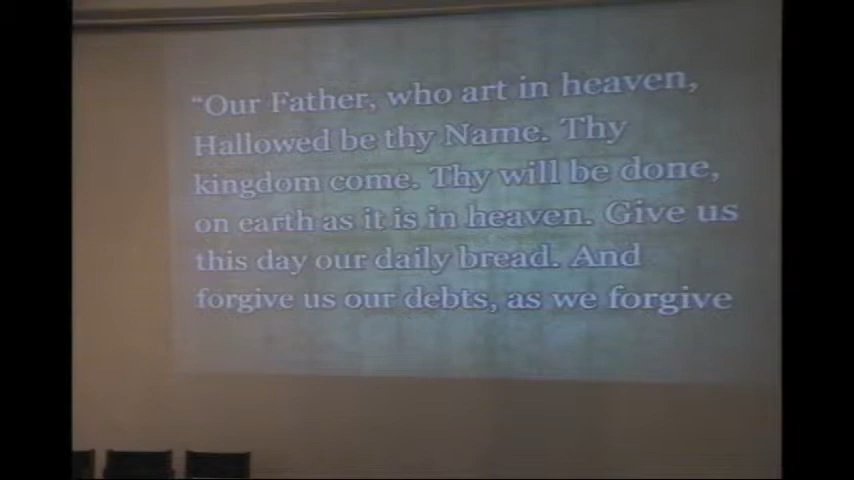 “Our Father, who art in heaven,
Hallowed be thy Name. Thy
kingdom come. Thy will be done,
on earth as it is in heaven. Give us
this day our daily bread. And
forgive us our debts, as we forgive